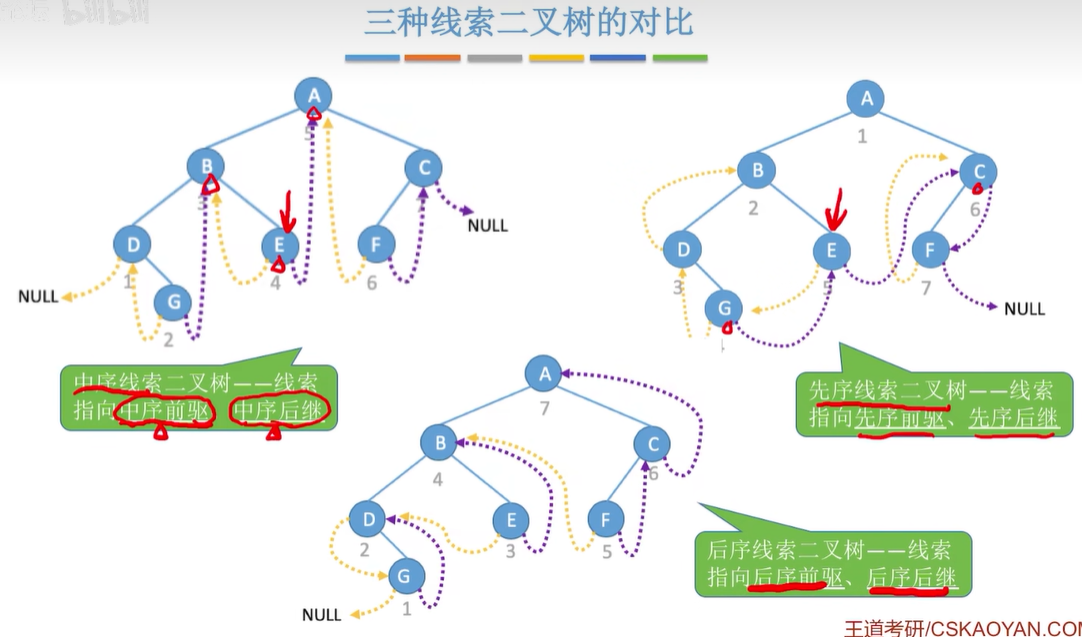 bilibili
三种线索二叉树的对比
A
5
B
C
3
NULL
D
E
F
1
4
6
NULL
G
2
中序线索二叉树——线索
指向中序前驱、中序后继
A
1
B
C
2
6
D
E
F
3
5
7
G
NULL
先序线索二叉树——线索
指向先序前驱、先序后继
A
7
B
C
4
6
D
E
F
2
3
5
G
1
NULL
后序线索二叉树——线索
指向后序前驱、后序后继
王道考研/CSKAOYAN.COM